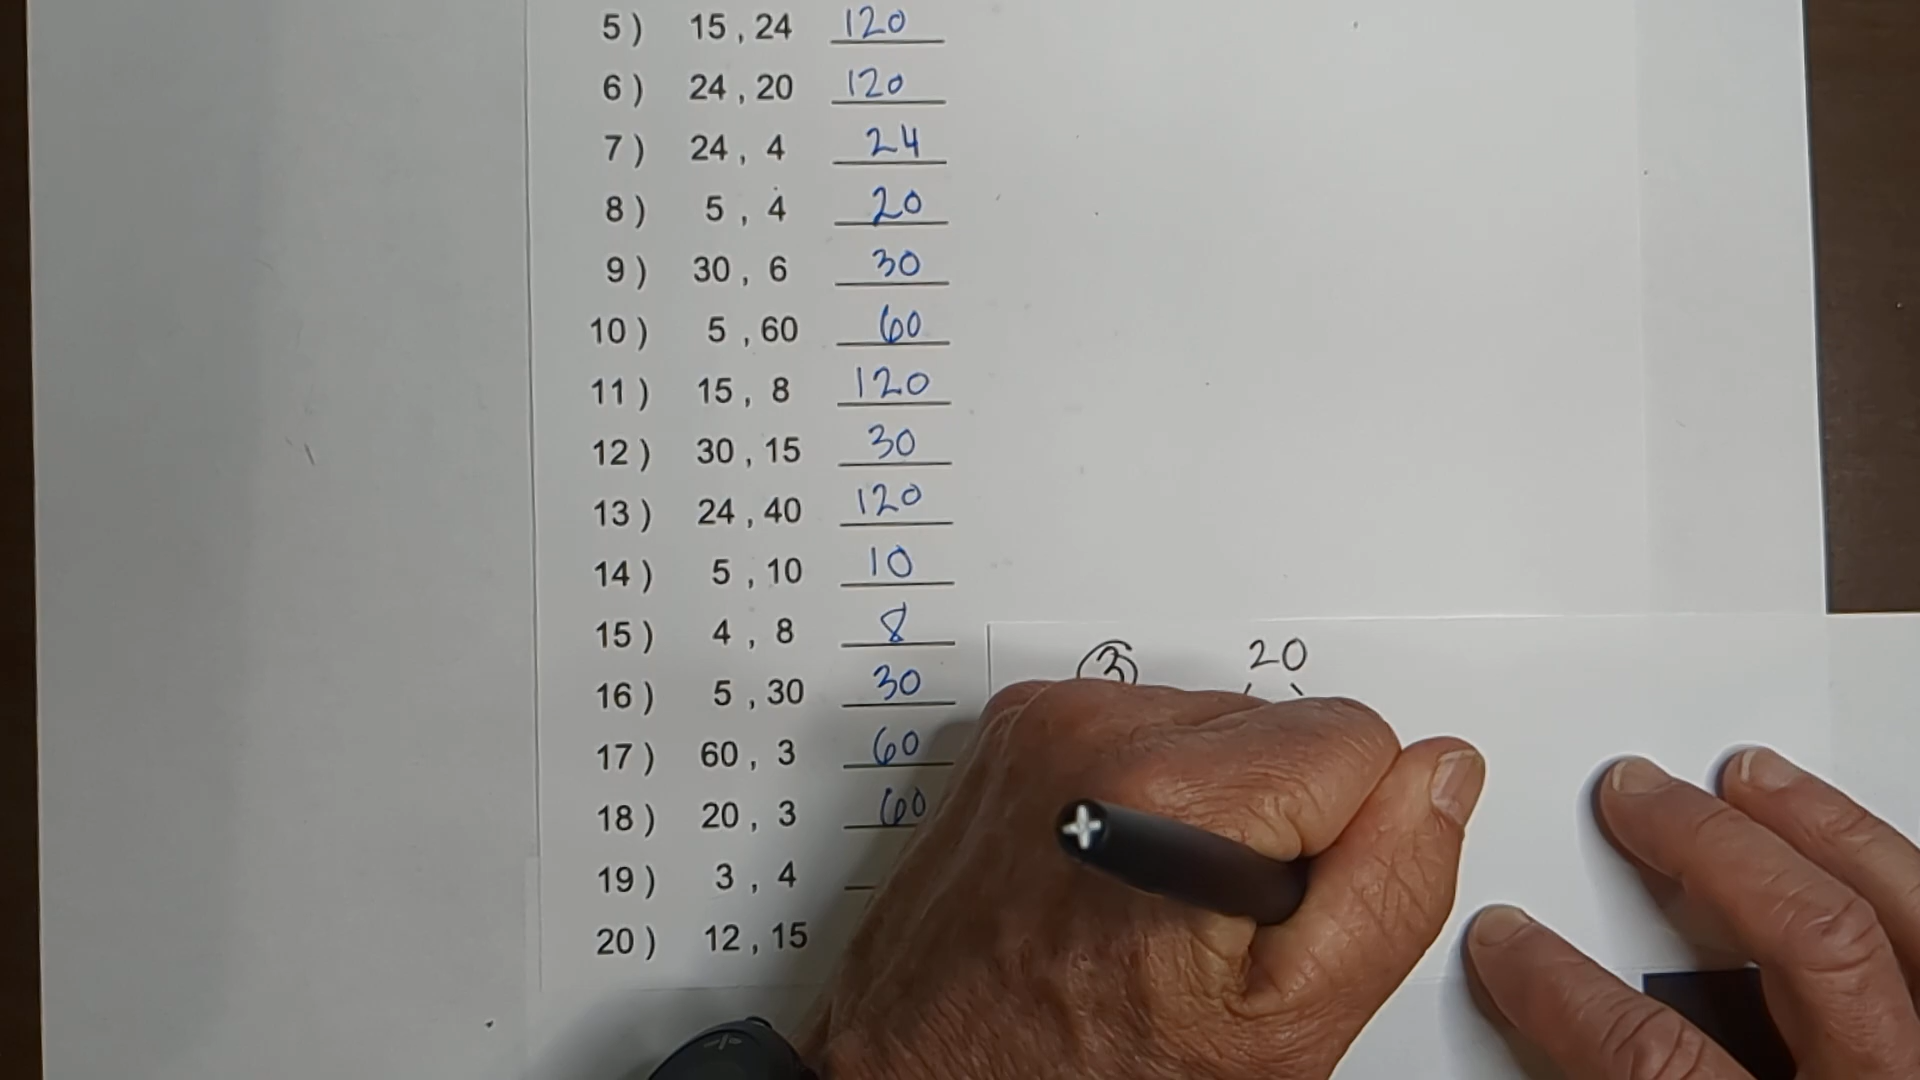 5) 15 , 24 120
6) 24 , 20 120
7) 24 , 4 24
8) 5 , 4 20
9) 30 , 6 30
10) 5 , 60 60
11) 15 , 8 120
12) 30 , 15 30
13) 24 , 40 120
14) 5 , 10 10
15) 4 , 8 8
16) 5 , 30 30
17) 60 , 3 60
18) 20 , 3 60
19) 3 , 4
20) 12 , 15
3 20